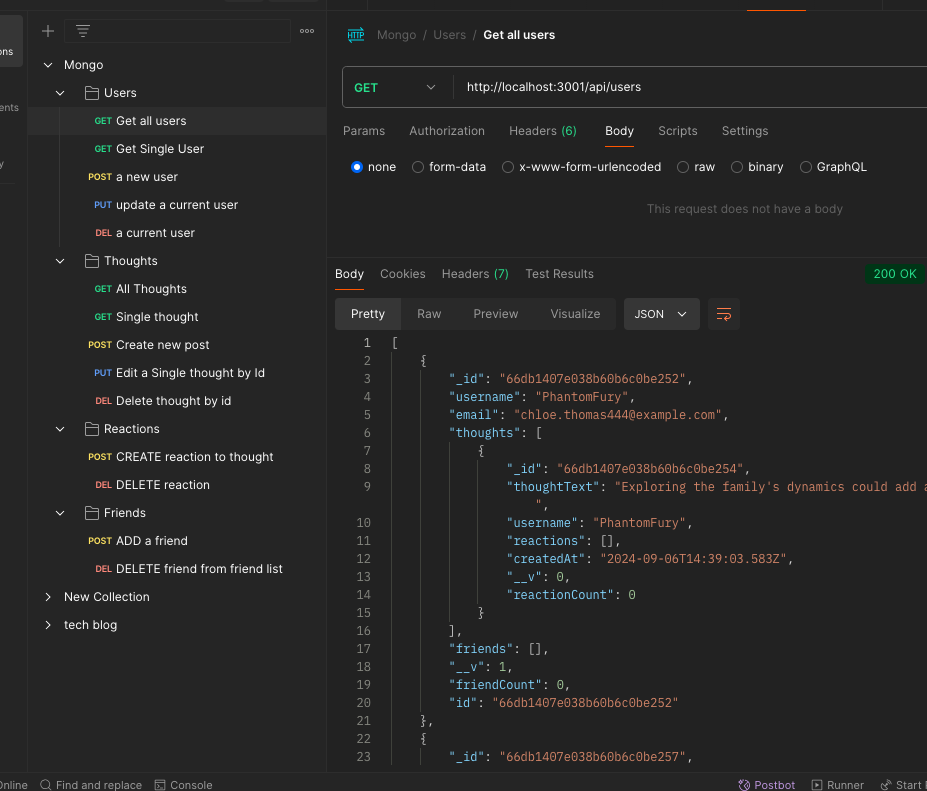 ons
ents
y
Mongo
Users
GET Get all users
GET Get Single User
POST a new user
PUT update a current user
DEL a current user
Thoughts
GET All Thoughts
GET Single thought
POST Create new post
PUT Edit a Single thought by Id
DEL Delete thought by id
Reactions
POST CREATE reaction to thought
DEL DELETE reaction
Friends
POST ADD a friend
DEL DELETE friend from friend list
New Collection
tech blog
HTTP Mongo / Users / Get all users
GET http://localhost:3001/api/users
Params Authorization Headers (6) Body Scripts Settings
none form-data x-www-form-urlencoded raw binary GraphQL
This request does not have a body
Body Cookies Headers (7) Test Results 200 OK
Pretty Raw Preview Visualize JSON
1 [
2 {
3 "_id": "66db1407e038b60b6c0be252",
4 "username": "PhantomFury",
5 "email": "chloe.thomas444@example.com",
6 "thoughts": [
7 {
8 "_id": "66db1407e038b60b6c0be254",
9 "thoughtText": "Exploring the family's dynamics could add a
",
10 "username": "PhantomFury",
11 "reactions": [],
12 "createdAt": "2024-09-06T14:39:03.583Z",
13 "__v": 0,
14 "reactionCount": 0
15 }
16 ],
17 "friends": [],
18 "__v": 1,
19 "friendCount": 0,
20 "id": "66db1407e038b60b6c0be252"
21 },
22 {
23 "_id": "66db1407e038b60b6c0be257",
Online Find and replace Console Postbot Runner Start